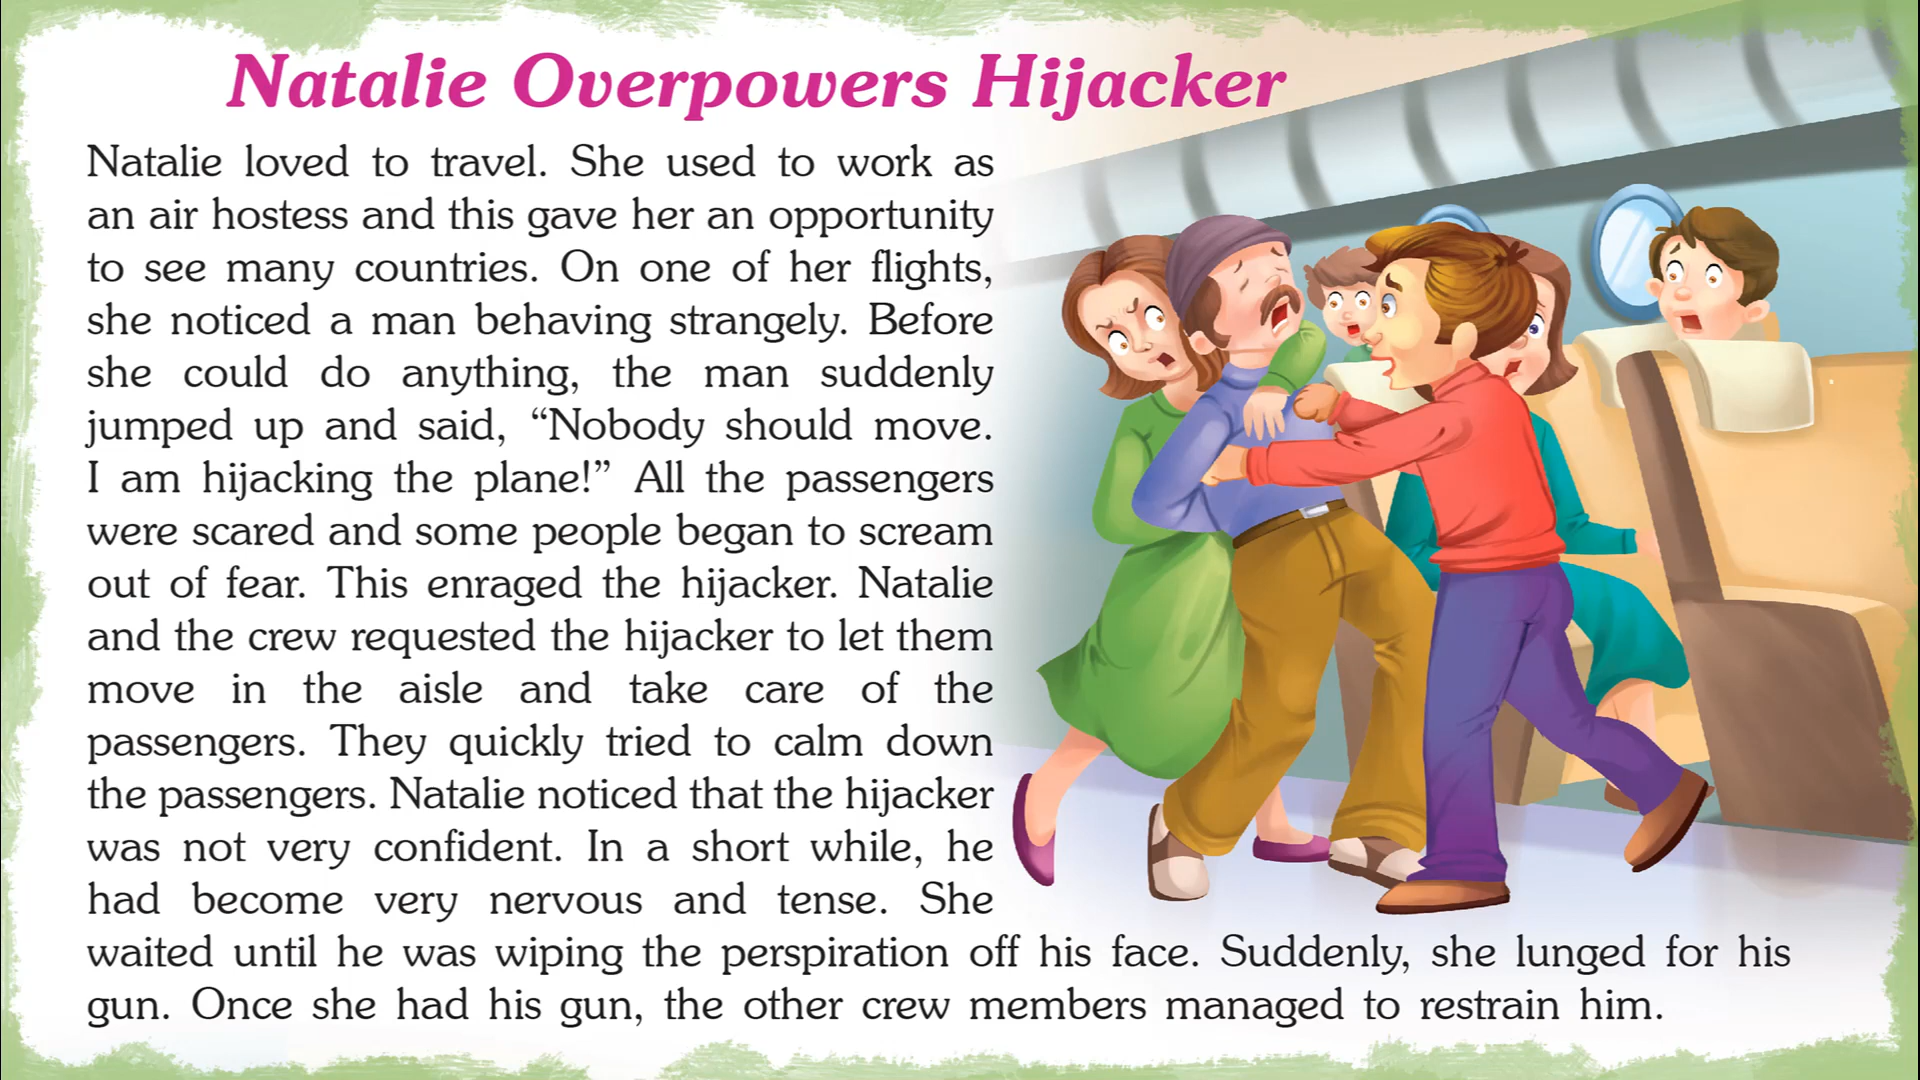 Natalie Overpowers Hijacker
Natalie loved to travel. She used to work as
an air hostess and this gave her an opportunity
to see many countries. On one of her flights,
she noticed a man behaving strangely. Before
she could do anything, the man suddenly
jumped up and said, “Nobody should move.
I am hijacking the plane!” All the passengers
were scared and some people began to scream
out of fear. This enraged the hijacker. Natalie
and the crew requested the hijacker to let them
move in the aisle and take care of the
passengers. They quickly tried to calm down
the passengers. Natalie noticed that the hijacker
was not very confident. In a short while, he
had become very nervous and tense. She
waited until he was wiping the perspiration off his face. Suddenly, she lunged for his
gun. Once she had his gun, the other crew members managed to restrain him.